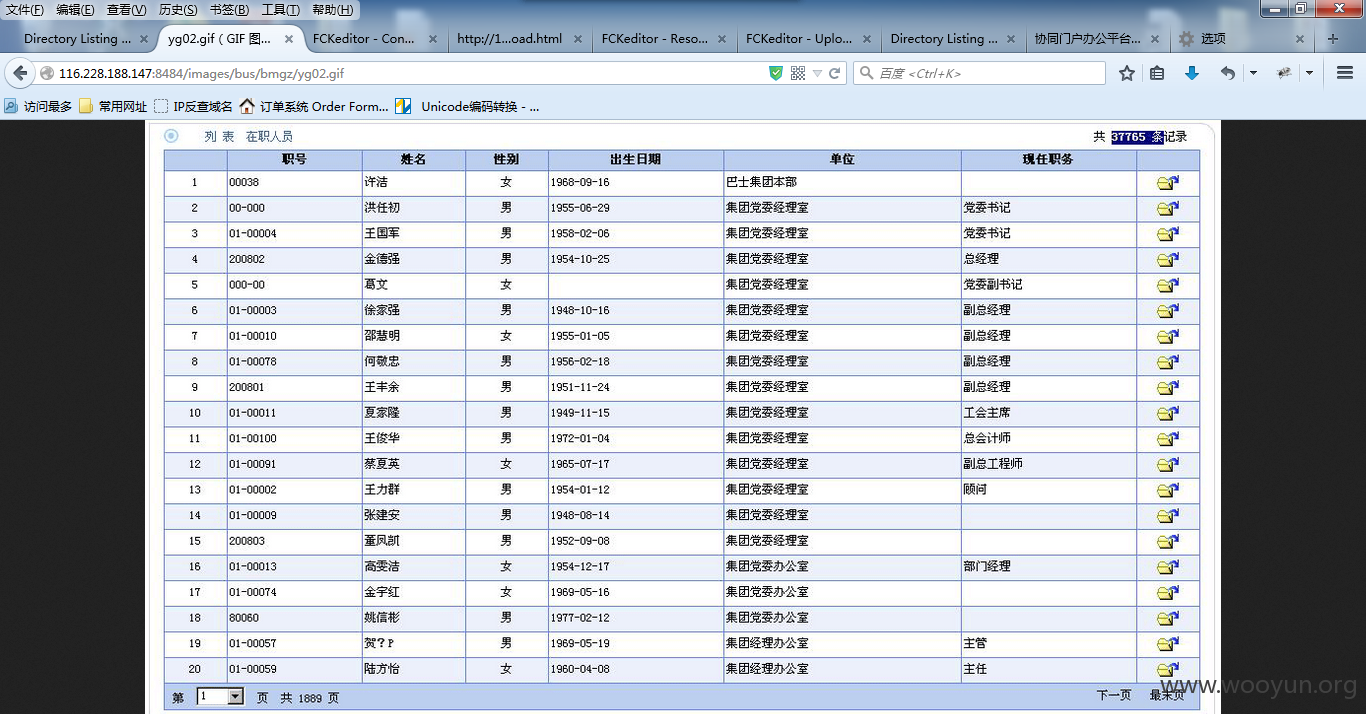 文件(F) 编辑(E) 查看(V) 历史(S) 书签(B) 工具(T) 帮助(H)
Directory Listing ... × yg02.gif ( GIF 图... × FCKeditor - Con... × http://1...oad.html × FCKeditor - Reso... × FCKeditor - Uplo... × Directory Listing ... × 协同门户办公平台... × 选项 × +
116.228.188.147:8484/images/bus/bmgz/yg02.gif 百度 <Ctrl+K>
访问最多 常用网址 IP反查域名 订单系统 Order Form... Unicode编码转换 - ...
列 表 在职人员 共 37765 条记录
职号 姓名 性别 出生日期 单位 现任职务
1 00038 许洁 女 1968-09-16 巴士集团本部
2 00-000 洪任初 男 1955-06-29 集团党委经理室 党委书记
3 01-00004 王国军 男 1958-02-06 集团党委经理室 党委书记
4 200802 金德强 男 1954-10-25 集团党委经理室 总经理
5 000-00 葛文 女 集团党委经理室 党委副书记
6 01-00003 徐家强 男 1948-10-16 集团党委经理室 副总经理
7 01-00010 邵慧明 女 1955-01-05 集团党委经理室 副总经理
8 01-00078 何敬忠 男 1956-02-18 集团党委经理室 副总经理
9 200801 王丰余 男 1951-11-24 集团党委经理室 副总经理
10 01-00011 夏家隆 男 1949-11-15 集团党委经理室 工会主席
11 01-00100 王俊华 男 1972-01-04 集团党委经理室 总会计师
12 01-00091 蔡夏英 女 1965-07-17 集团党委经理室 副总工程师
13 01-00002 王力群 男 1954-01-12 集团党委经理室 顾问
14 01-00009 张建安 男 1948-08-14 集团党委经理室
15 200803 董凤凯 男 1952-09-08 集团党委经理室
16 01-00013 高雯洁 女 1954-12-17 集团党委办公室 部门经理
17 01-00074 金宇红 女 1969-05-16 集团党委办公室
18 80060 姚信彬 男 1977-02-12 集团党委办公室
19 01-00057 贺?P 男 1969-05-19 集团经理办公室 主管
20 01-00059 陆方怡 女 1960-04-08 集团经理办公室 主任
第 1 页 共 1889 页 下一页 最末页
www.wooyun.org